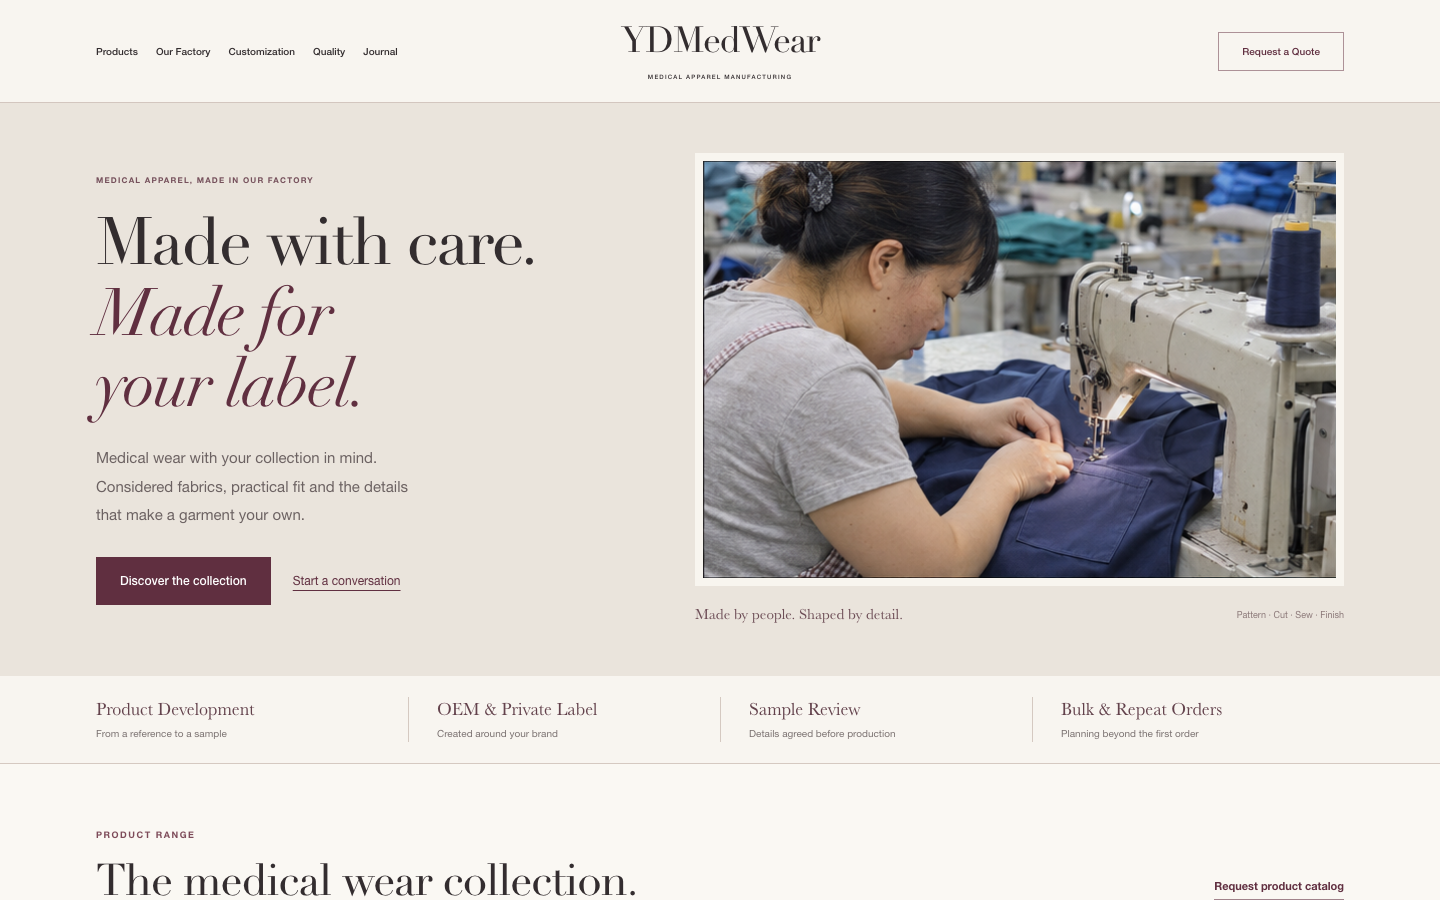 Products
Our Factory
Customization
Quality
Journal
YDMedWear
MEDICAL APPAREL MANUFACTURING
Request a Quote
MEDICAL APPAREL, MADE IN OUR FACTORY
Made with care.
Made for
your label.
Medical wear with your collection in mind.
Considered fabrics, practical fit and the details
that make a garment your own.
Discover the collection
Start a conversation
Made by people. Shaped by detail.
Pattern · Cut · Sew · Finish
Product Development
From a reference to a sample
OEM & Private Label
Created around your brand
Sample Review
Details agreed before production
Bulk & Repeat Orders
Planning beyond the first order
PRODUCT RANGE
The medical wear collection.
Request product catalog